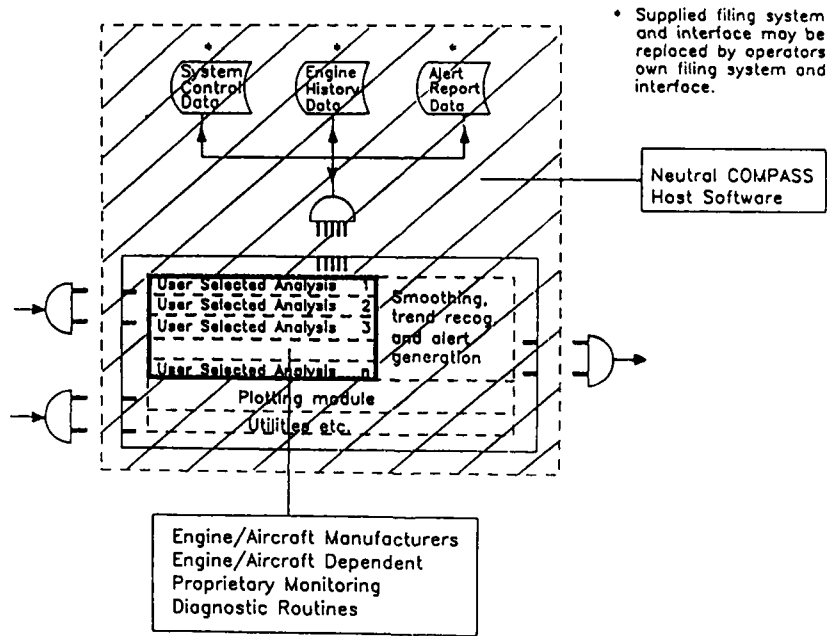 * Supplied filing system
and interface may be
replaced by operators
own filing system and
interface.
* * *
System
Control
Data
Engine
History
Data
Alert
Report
Data
Neutral COMPASS
Host Software
User Selected Analysis 1
User Selected Analysis 2
User Selected Analysis 3
User Selected Analysis n
Smoothing,
trend recog.
and alert
generation
Plotting module
Utilities etc.
Engine/Aircraft Manufacturers
Engine/Aircraft Dependent
Proprietary Monitoring
Diagnostic Routines